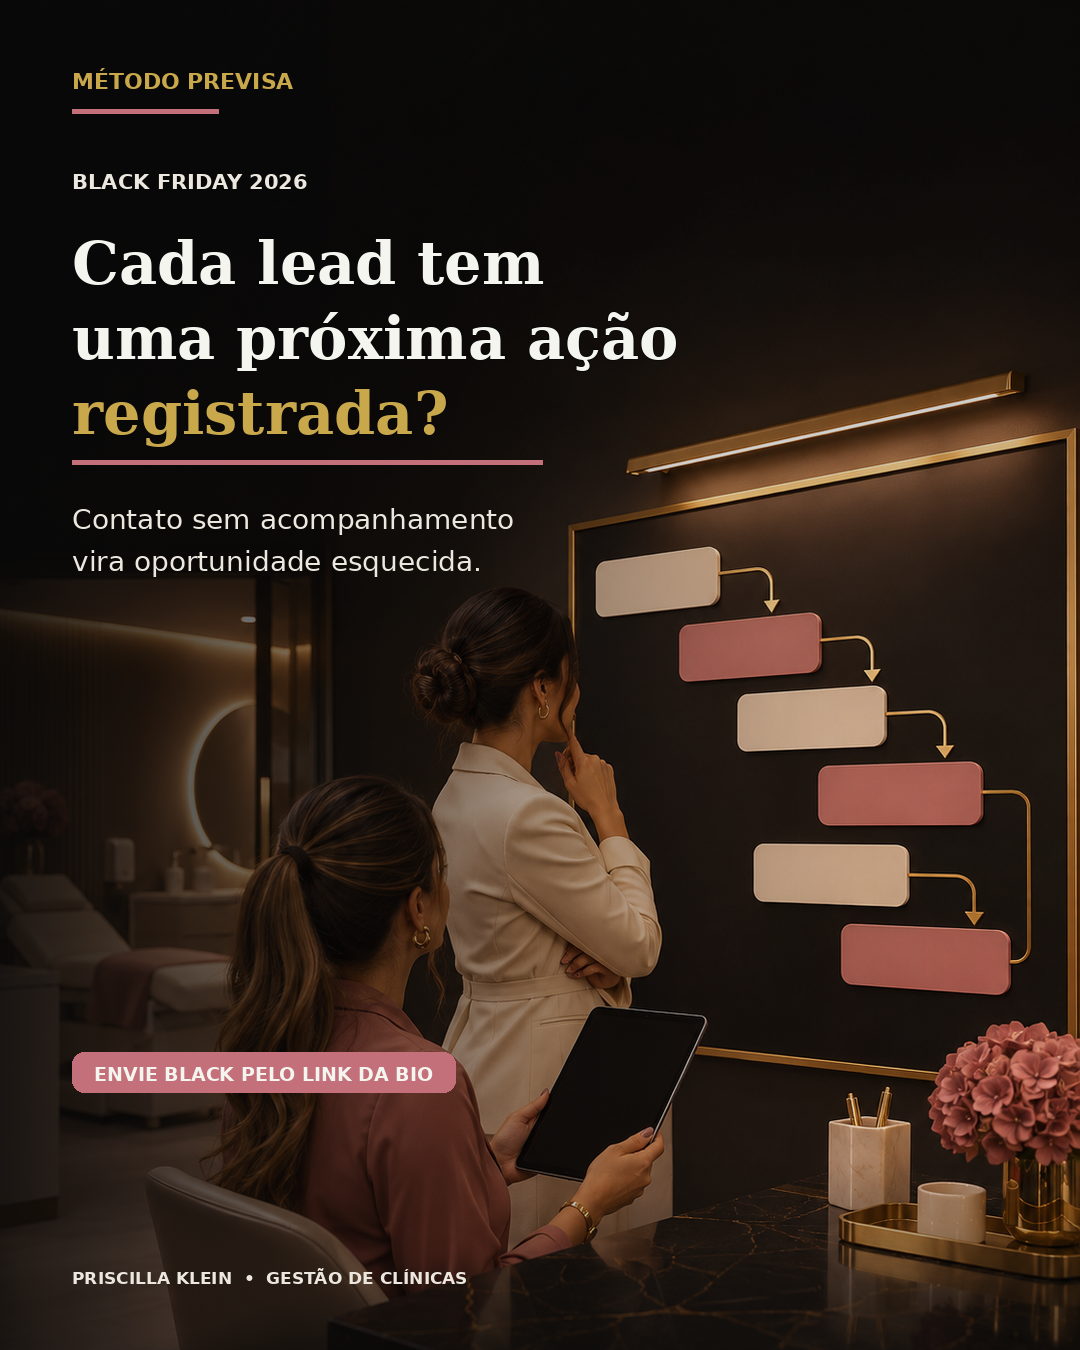 MÉTODO PREVISA
BLACK FRIDAY 2026
Cada lead tem
uma próxima ação
registrada?
Contato sem acompanhamento
vira oportunidade esquecida.
ENVIE BLACK PELO LINK DA BIO
PRISCILLA KLEIN • GESTÃO DE CLÍNICAS